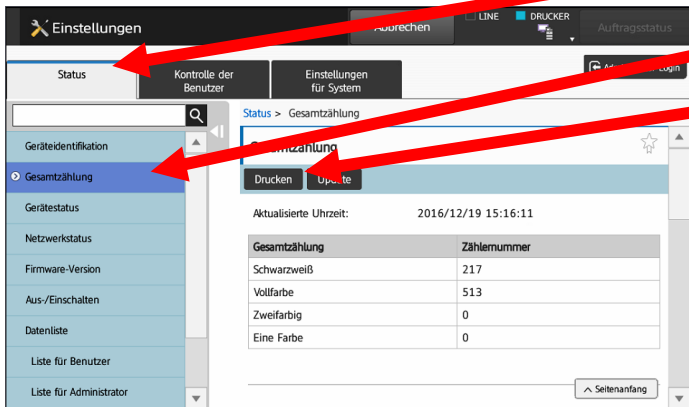 Einstellungen
Abbrechen
LINE
DRUCKER
Auftragsstatus
Status
Kontrolle der
Benutzer
Einstellungen
für System
Login
Geräteidentifikation
Gesamtzählung
Gerätestatus
Netzwerkstatus
Firmware-Version
Aus-/Einschalten
Datenliste
Liste für Benutzer
Liste für Administrator
Status > Gesamtzählung
Gesamtzählung
Drucken Update
Aktualisierte Uhrzeit: 2016/12/19 15:16:11
Gesamtzählung Zählernummer
Schwarzweiß 217
Vollfarbe 513
Zweifarbig 0
Eine Farbe 0
Seitenanfang